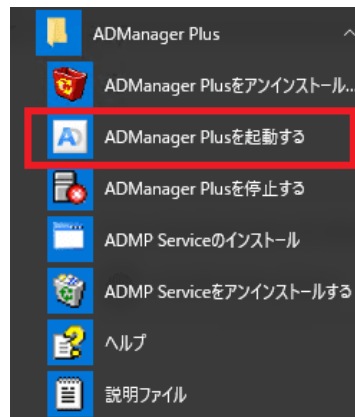 ADManager Plus
ADManager Plusをアンインストール...
ADManager Plusを起動する
ADManager Plusを停止する
ADMP Serviceのインストール
ADMP Serviceをアンインストールする
ヘルプ
説明ファイル